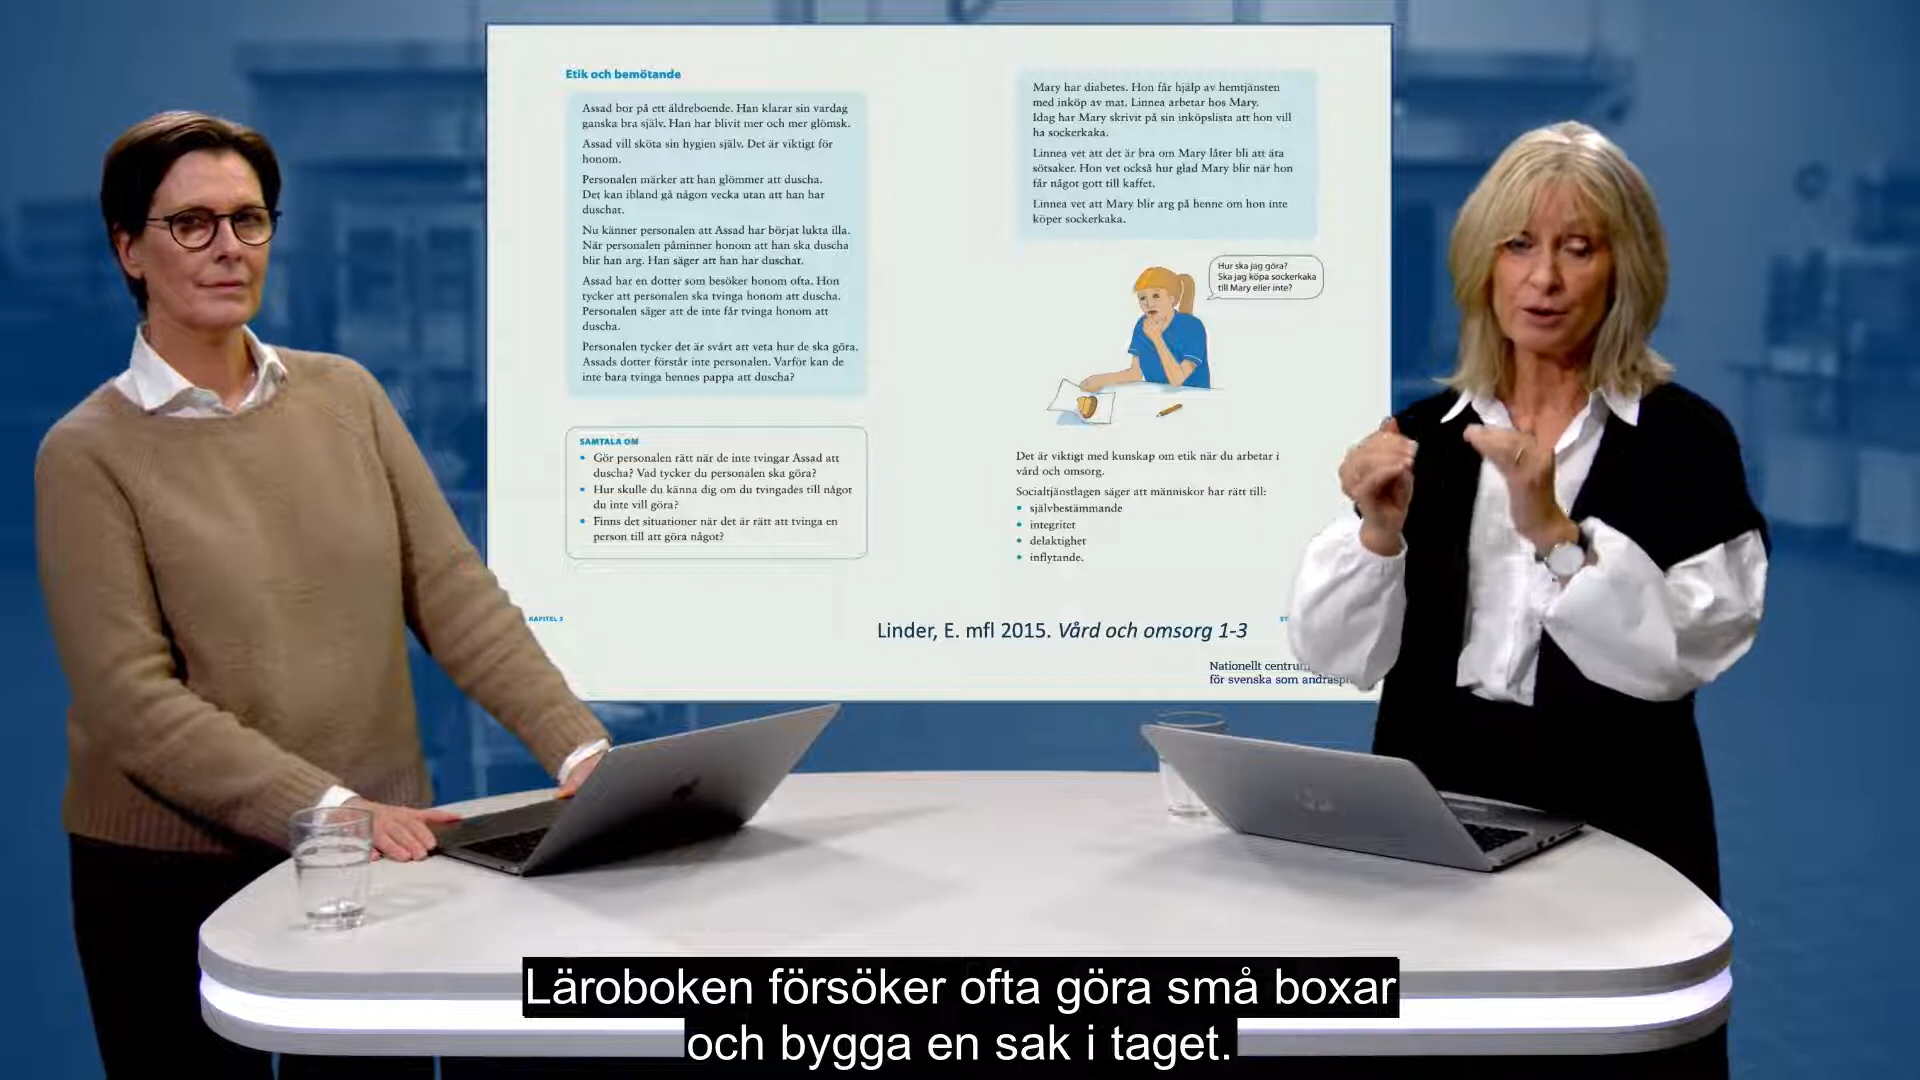 Etik och bemötande
Assad bor på ett äldreboende. Han klarar sin vardag
ganska bra själv. Han har blivit mer och mer glömsk.
Assad vill sköta sin hygien själv. Det är viktigt för
honom.
Personalen märker att han glömmer att duscha.
Det kan ibland gå någon vecka utan att han har
duschat.
Nu känner personalen att Assad har börjat lukta illa.
När personalen påminner honom att han ska duscha
blir han arg. Han säger att han har duschat.
Assad har en dotter som besöker honom ofta. Hon
tycker att personalen ska tvinga honom att duscha.
Personalen säger att de inte får tvinga honom att
duscha.
Personalen tycker det är svårt att veta hur de ska göra.
Assads dotter förstår inte personalen. Varför kan de
inte bara tvinga hennes pappa att duscha?
SAMTALA OM
• Gör personalen rätt när de inte tvingar Assad att
duscha? Vad tycker du personalen ska göra?
• Hur skulle du känna dig om du tvingades till något
du inte vill göra?
• Finns det situationer när det är rätt att tvinga en
person till att göra något?
KAPITEL 3
Mary har diabetes. Hon får hjälp av hemtjänsten
med inköp av mat. Linnea arbetar hos Mary.
Idag har Mary skrivit på sin inköpslista att hon vill
ha sockerkaka.
Linnea vet att det är bra om Mary låter bli att äta
sötsaker. Hon vet också hur glad Mary blir när hon
får något gott till kaffet.
Linnea vet att Mary blir arg på henne om hon inte
köper sockerkaka.
Hur ska jag göra?
Ska jag köpa sockerkaka
till Mary eller inte?
Det är viktigt med kunskap om etik när du arbetar i
vård och omsorg.
Socialtjänstlagen säger att människor har rätt till:
• självbestämmande
• integritet
• delaktighet
• inflytande.
ET
Linder, E. mfl 2015. Vård och omsorg 1-3
Nationellt centrum
för svenska som andraspr
Läroboken försöker ofta göra små boxar
och bygga en sak i taget.